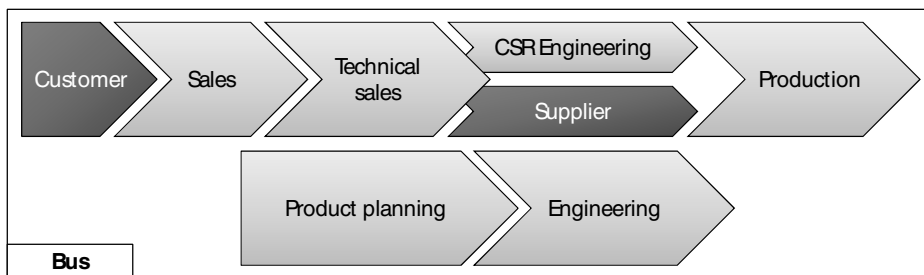 Customer
Sales
Technical
sales
CSR Engineering
Supplier
Production
Product planning
Engineering
Bus